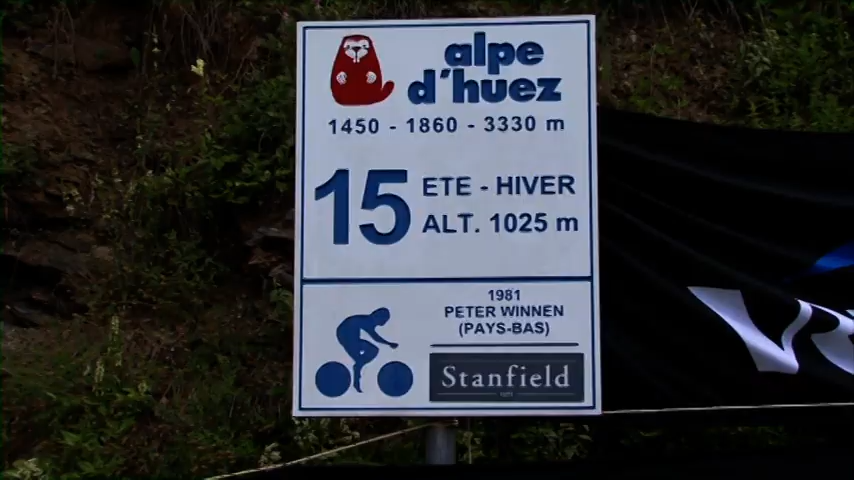 alpe
d'huez
1450 - 1860 - 3330 m
15 ETE - HIVER
ALT. 1025 m
1981
PETER WINNEN
(PAYS-BAS)
Stanfield